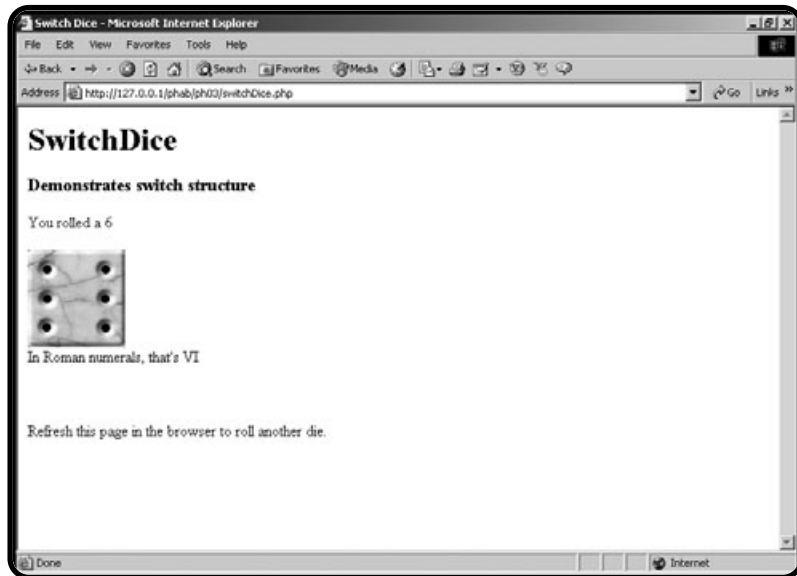 Switch Dice - Microsoft Internet Explorer
File Edit View Favorites Tools Help
Back Search Favorites Media
Address http://127.0.0.1/phab/ph03/switchDice.php Go Links »
SwitchDice
Demonstrates switch structure
You rolled a 6
In Roman numerals, that's VI
Refresh this page in the browser to roll another die.
Done Internet